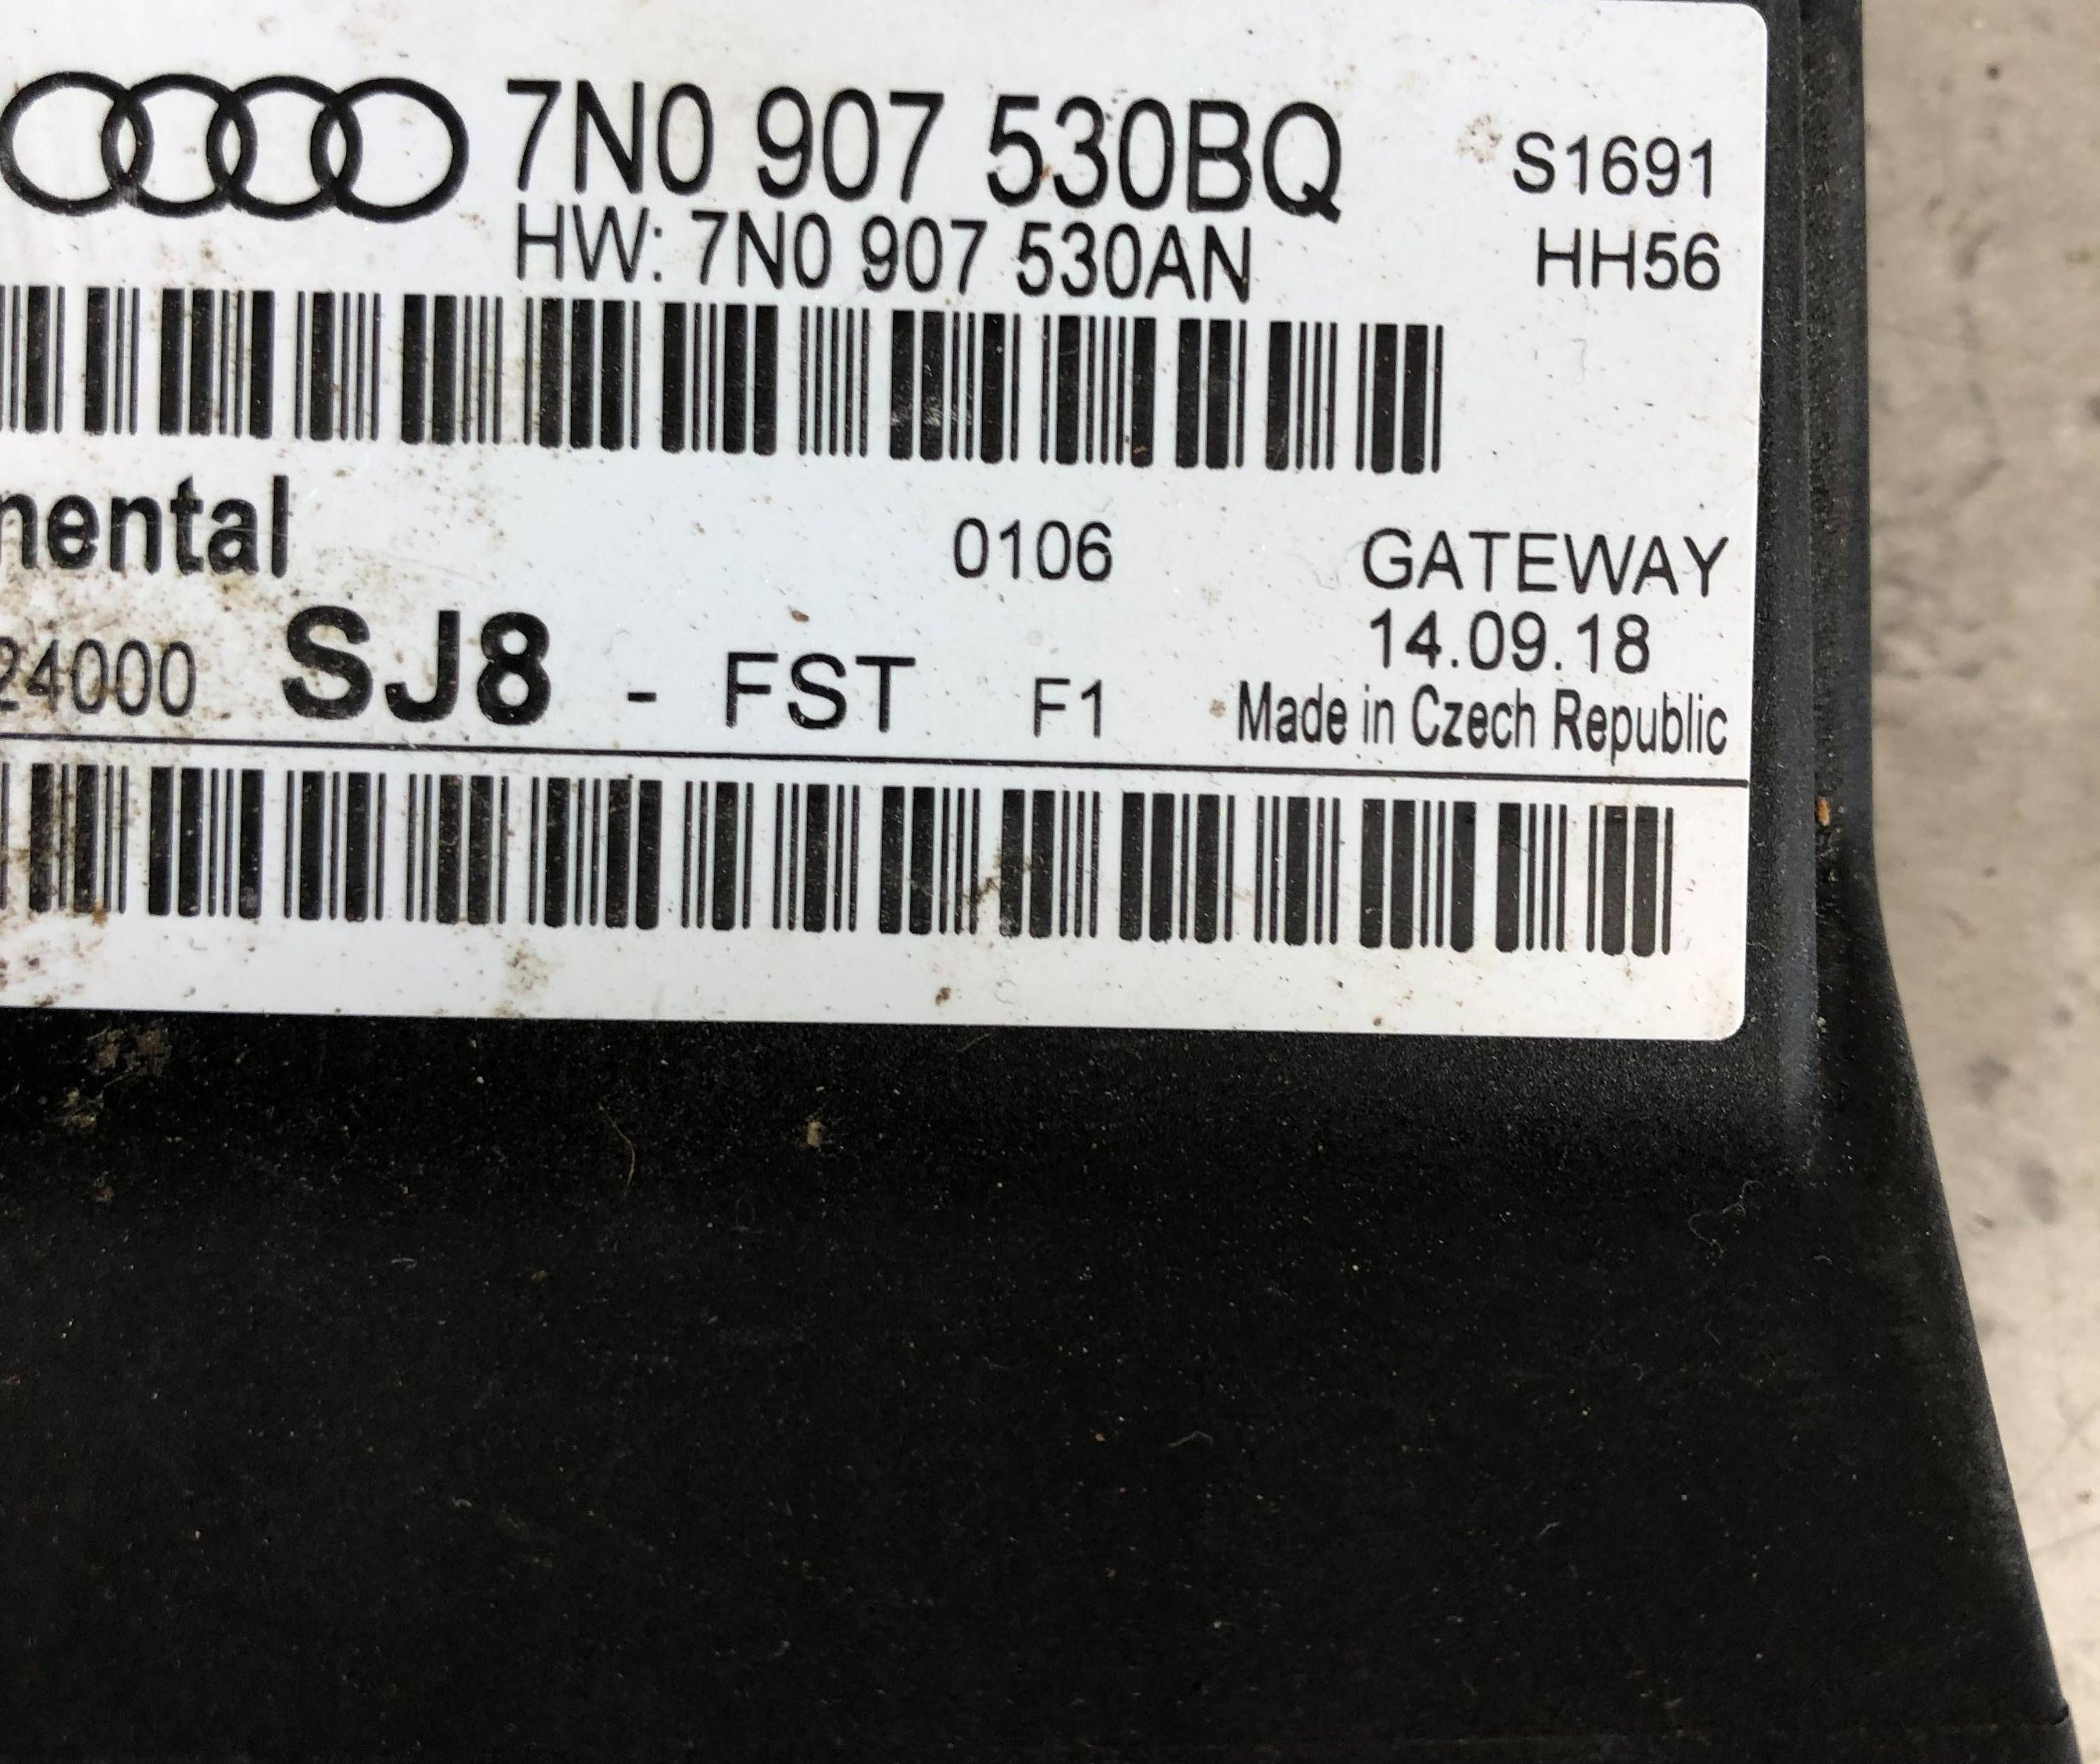 7N0 907 530BQ S1691
HW: 7N0 907 530AN HH56
nental 0106 GATEWAY
14.09.18
24000 SJ8 - FST F1 Made in Czech Republic